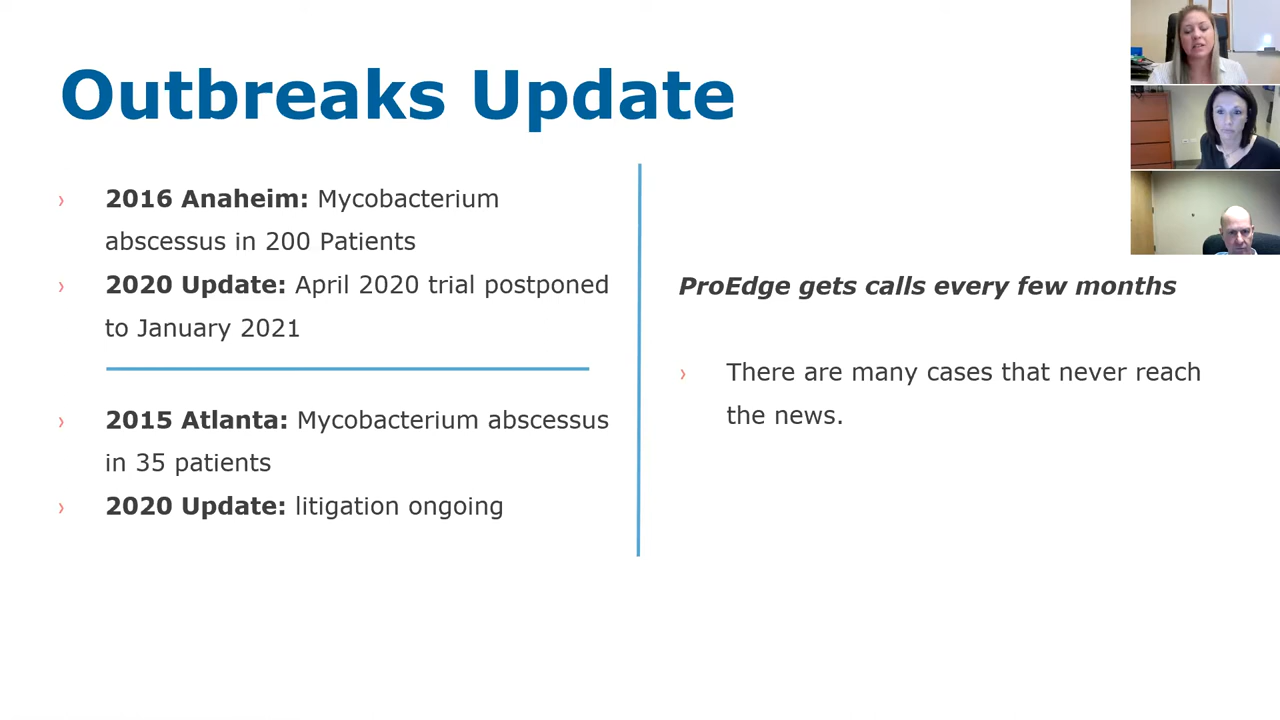 Outbreaks Update
› 2016 Anaheim: Mycobacterium
abscessus in 200 Patients
› 2020 Update: April 2020 trial postponed
to January 2021
› 2015 Atlanta: Mycobacterium abscessus
in 35 patients
› 2020 Update: litigation ongoing
ProEdge gets calls every few months
› There are many cases that never reach
the news.